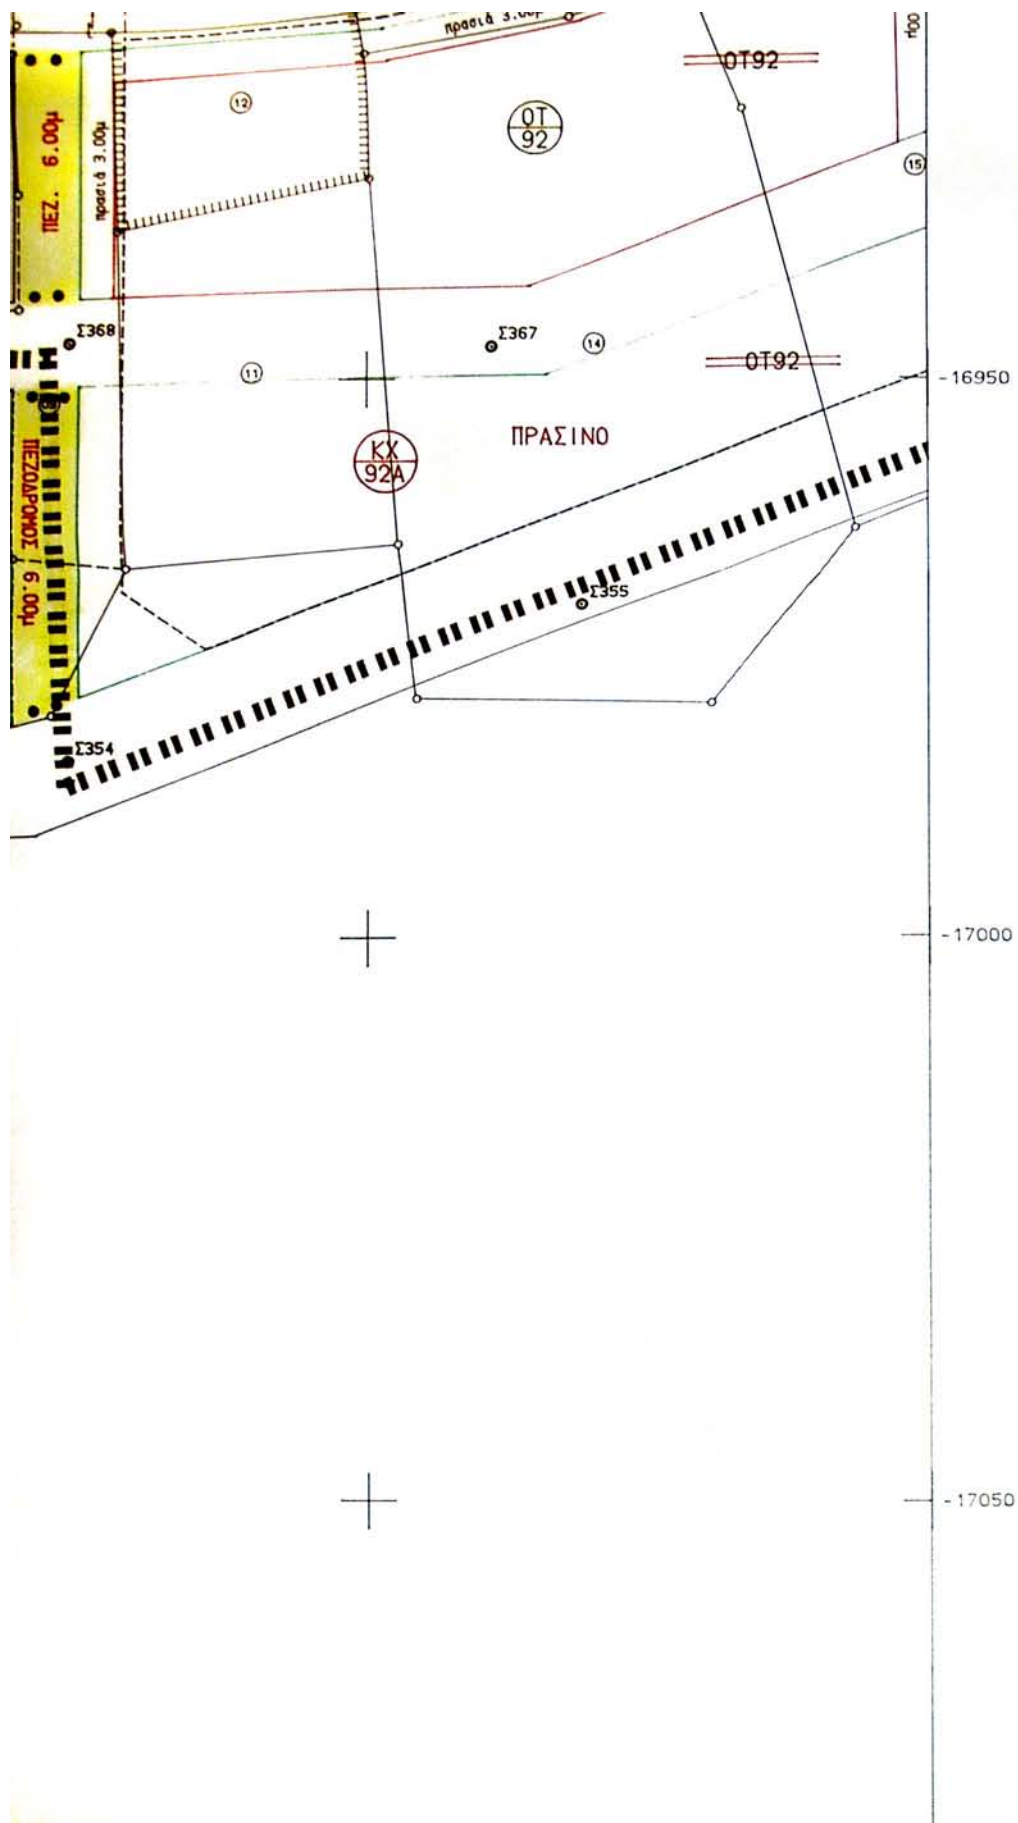 πρασιά 3.00μ
ΟΤ92
12
ΟΤ
92
ΠΕΖ. 6.00μ
πρασιά 3.00μ
15
Σ368
Σ367
14
11
ΟΤ92
-16950
ΠΡΑΣΙΝΟ
ΚΧ
92Α
ΠΕΖΟΔΡΟΜΟΣ 6.00μ
Σ355
Σ354
-17000
-17050